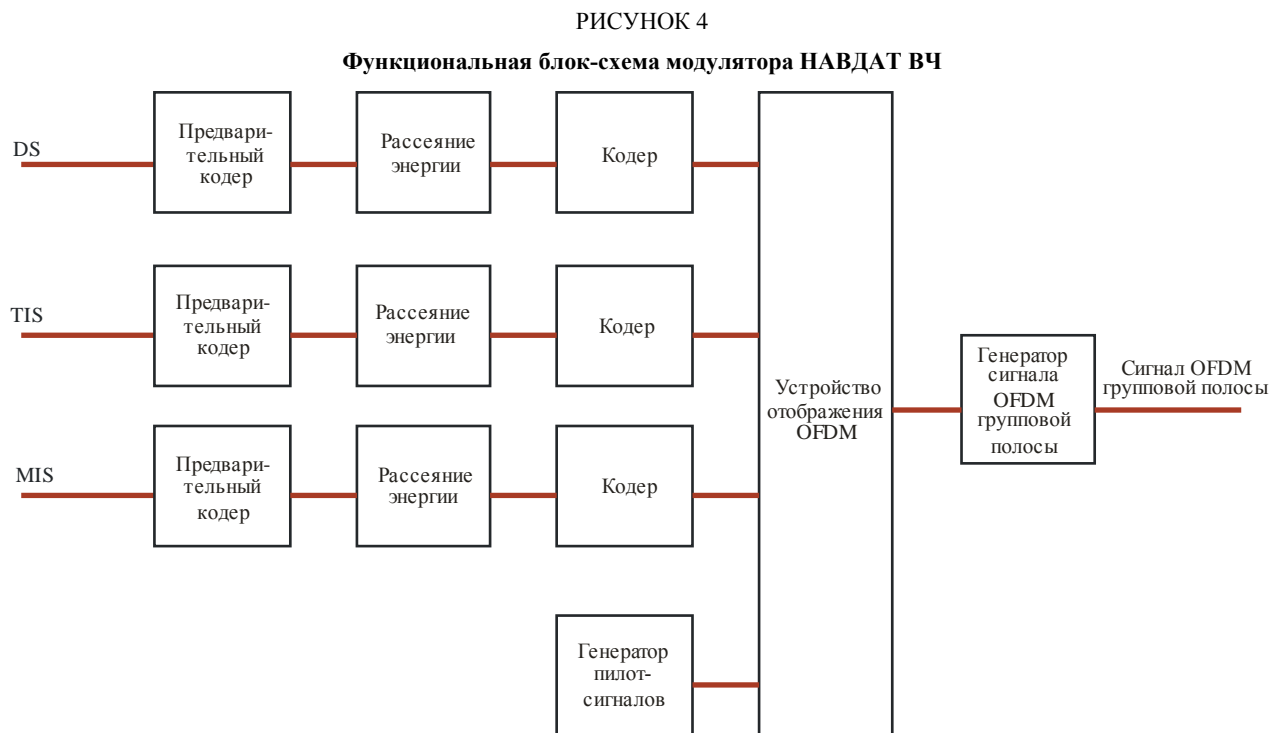 РИСУНОК 4
Функциональная блок-схема модулятора НАВДАТ ВЧ
DS
Предвари-
тельный
кодер
Рассеяние
энергии
Кодер
TIS
Предвари-
тельный
кодер
Рассеяние
энергии
Кодер
MIS
Предвари-
тельный
кодер
Рассеяние
энергии
Кодер
Генератор
пилот-
сигналов
Устройство
отображения
OFDM
Генератор
сигнала
OFDM
групповой
полосы
Сигнал OFDM
групповой полосы